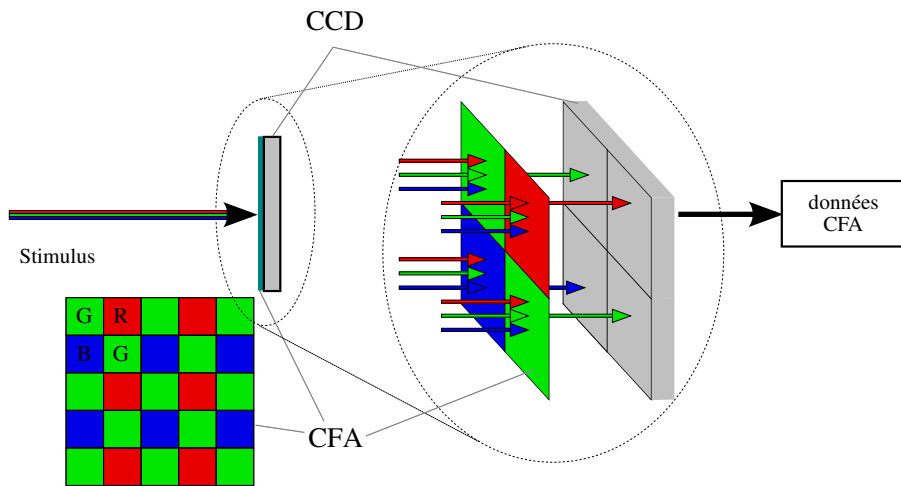 CCD
Stimulus
données
CFA
G R
B G
CFA